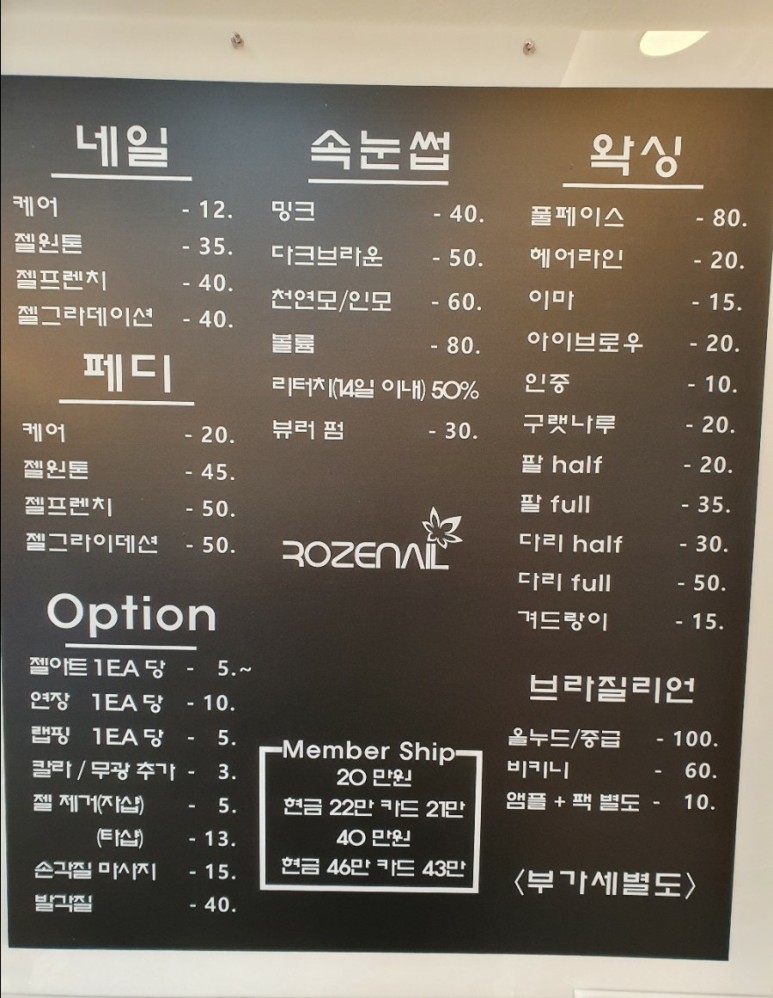 네일
케어 - 12.
젤원톤 - 35.
젤프렌치 - 40.
젤그라데이션 - 40.
페디
케어 - 20.
젤원톤 - 45.
젤프렌치 - 50.
젤그라이데션 - 50.
Option
젤아트 1EA 당 - 5.~
연장 1EA 당 - 10.
랩핑 1EA 당 - 5.
칼라 / 무광 추가 - 3.
젤 제거(자샵) - 5.
(타샵) - 13.
손각질 마사지 - 15.
발각질 - 40.
속눈썹
밍크 - 40.
다크브라운 - 50.
천연모/인모 - 60.
볼륨 - 80.
리터치(14일 이내) 50%
뷰러 펌 - 30.
ROZENAIL
Member Ship
20 만원
현금 22만 카드 21만
40 만원
현금 46만 카드 43만
왁싱
풀페이스 - 80.
헤어라인 - 20.
이마 - 15.
아이브로우 - 20.
인중 - 10.
구랫나루 - 20.
팔 half - 20.
팔 full - 35.
다리 half - 30.
다리 full - 50.
겨드랑이 - 15.
브라질리언
올누드/중급 - 100.
비키니 - 60.
앰플 + 팩 별도 - 10.
〈부가세별도〉